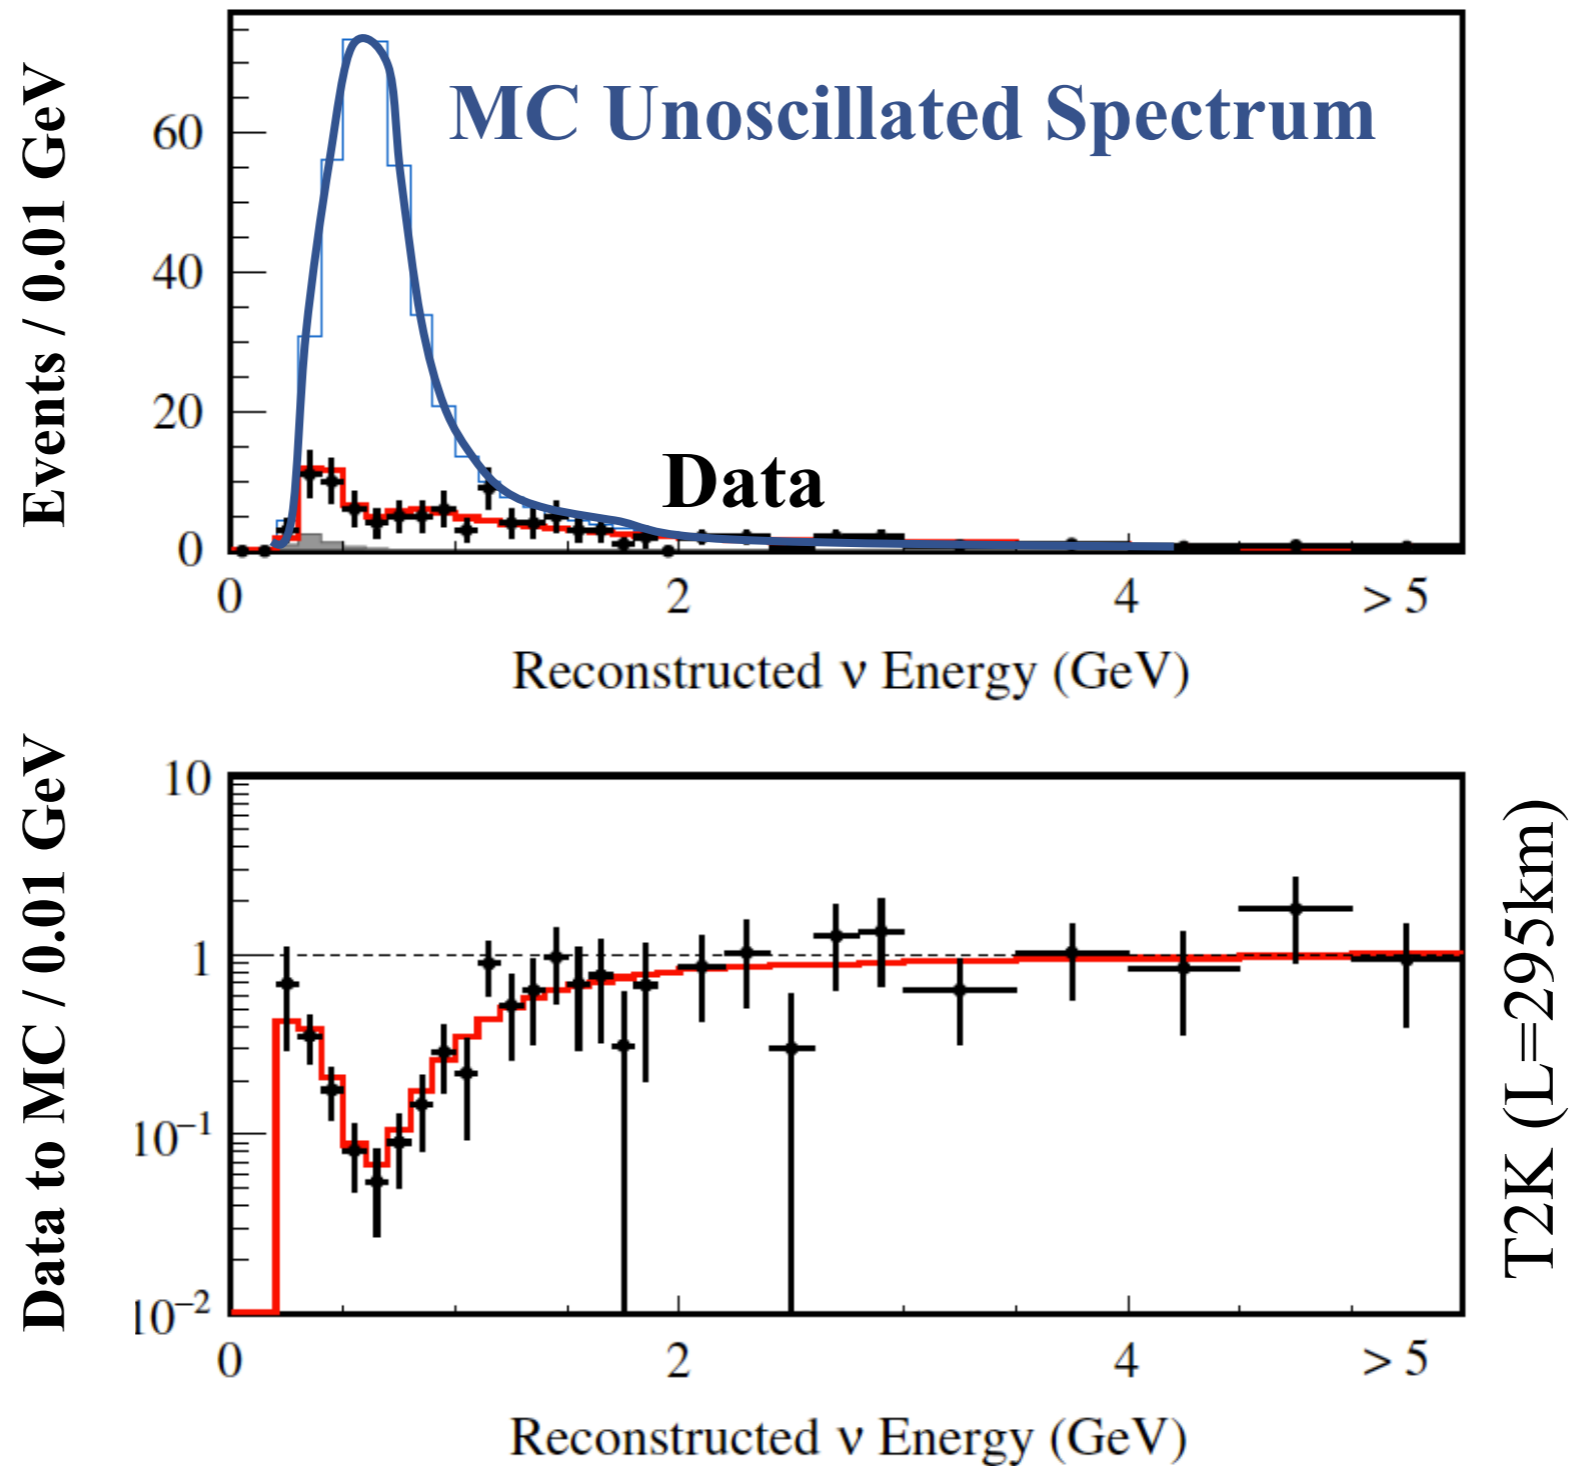 Events / 0.01 GeV
60
40
20
0
MC Unoscillated Spectrum
Data
0 2 4 > 5
Reconstructed ν Energy (GeV)
Data to MC / 0.01 GeV
10
1
10⁻¹
10⁻²
0 2 4 > 5
Reconstructed ν Energy (GeV)
T2K (L=295km)